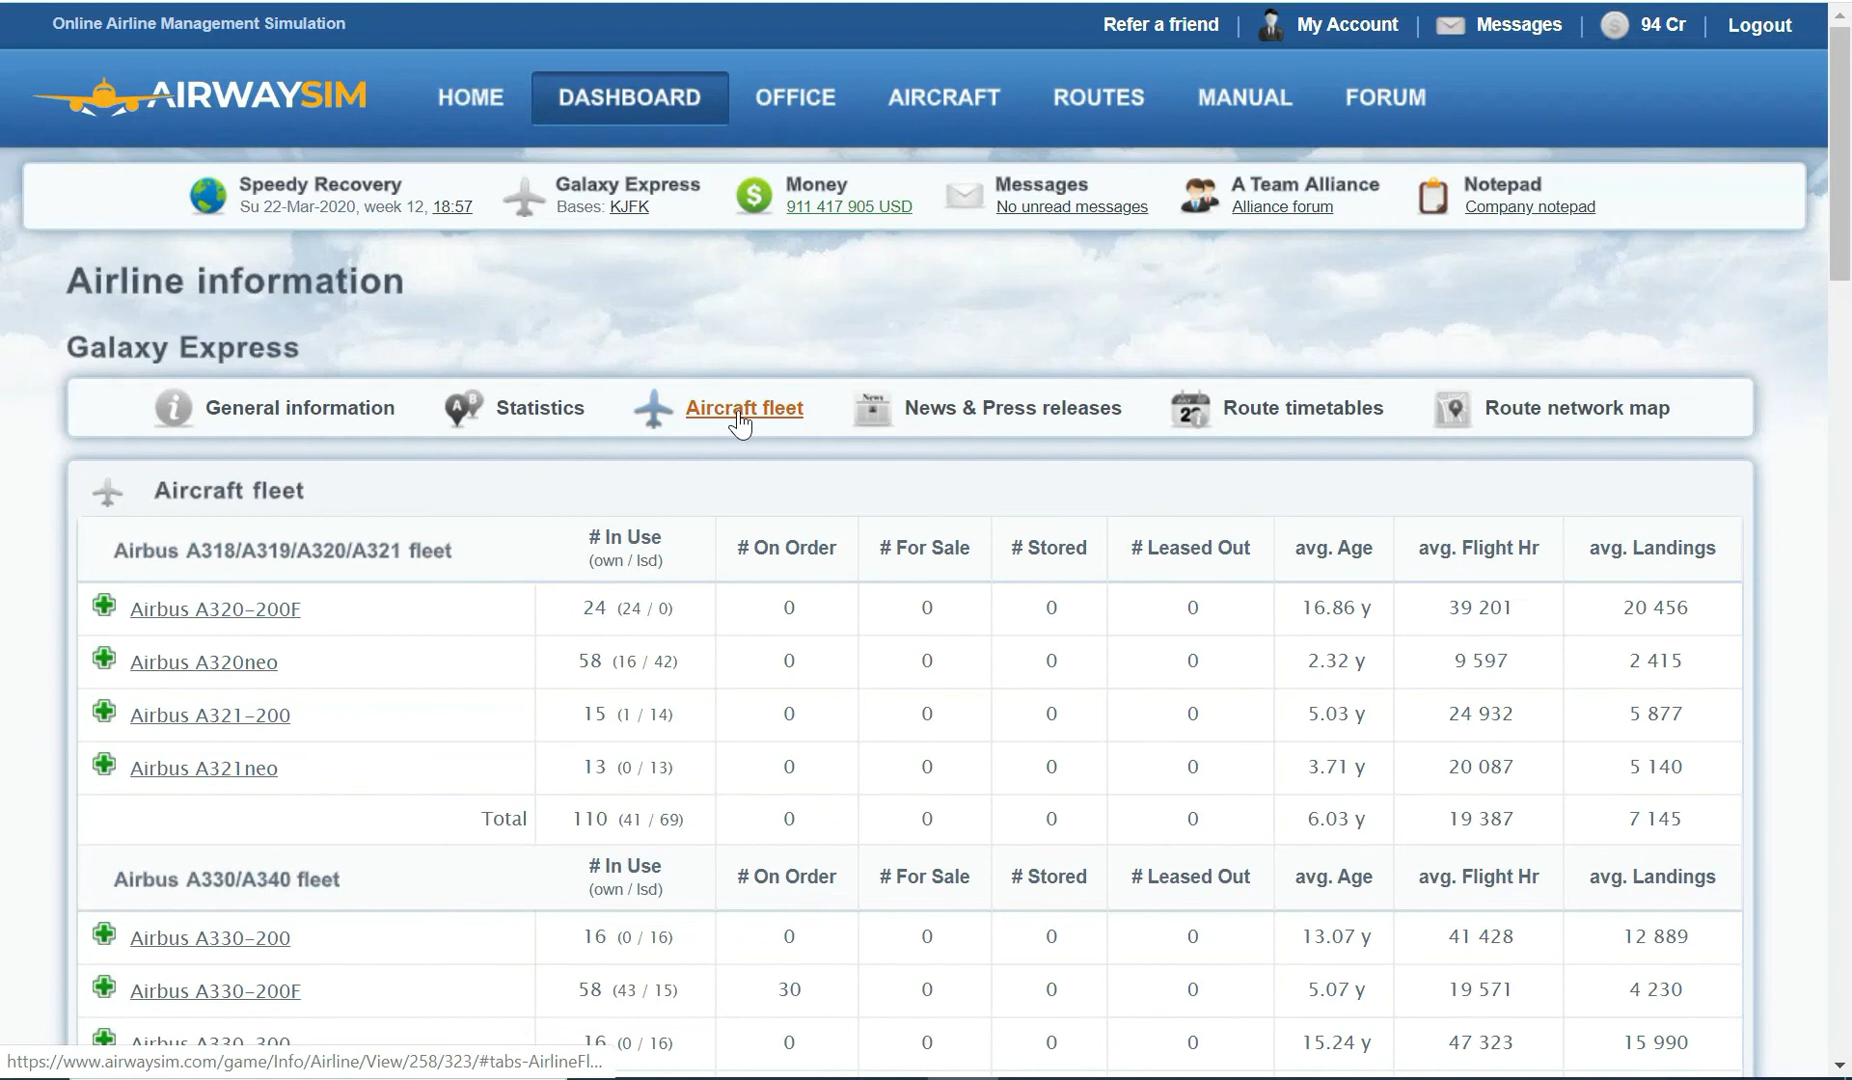 Online Airline Management Simulation
Refer a friend | My Account | Messages | 94 Cr | Logout
AIRWAYSIM HOME DASHBOARD OFFICE AIRCRAFT ROUTES MANUAL FORUM
Speedy Recovery
Su 22-Mar-2020, week 12, 18:57
Galaxy Express
Bases: KJFK
Money
911 417 905 USD
Messages
No unread messages
A Team Alliance
Alliance forum
Notepad
Company notepad
Airline information
Galaxy Express
General information Statistics Aircraft fleet News & Press releases Route timetables Route network map
Aircraft fleet
Airbus A318/A319/A320/A321 fleet # In Use (own / lsd) # On Order # For Sale # Stored # Leased Out avg. Age avg. Flight Hr avg. Landings
Airbus A320-200F 24 (24 / 0) 0 0 0 0 16.86 y 39 201 20 456
Airbus A320neo 58 (16 / 42) 0 0 0 0 2.32 y 9 597 2 415
Airbus A321-200 15 (1 / 14) 0 0 0 0 5.03 y 24 932 5 877
Airbus A321neo 13 (0 / 13) 0 0 0 0 3.71 y 20 087 5 140
Total 110 (41 / 69) 0 0 0 0 6.03 y 19 387 7 145
Airbus A330/A340 fleet # In Use (own / lsd) # On Order # For Sale # Stored # Leased Out avg. Age avg. Flight Hr avg. Landings
Airbus A330-200 16 (0 / 16) 0 0 0 0 13.07 y 41 428 12 889
Airbus A330-200F 58 (43 / 15) 30 0 0 0 5.07 y 19 571 4 230
Airbus A330-300 16 (0 / 16) 0 0 0 0 15.24 y 47 323 15 990
https://www.airwaysim.com/game/Info/Airline/View/258/323/#tabs-AirlineFl...